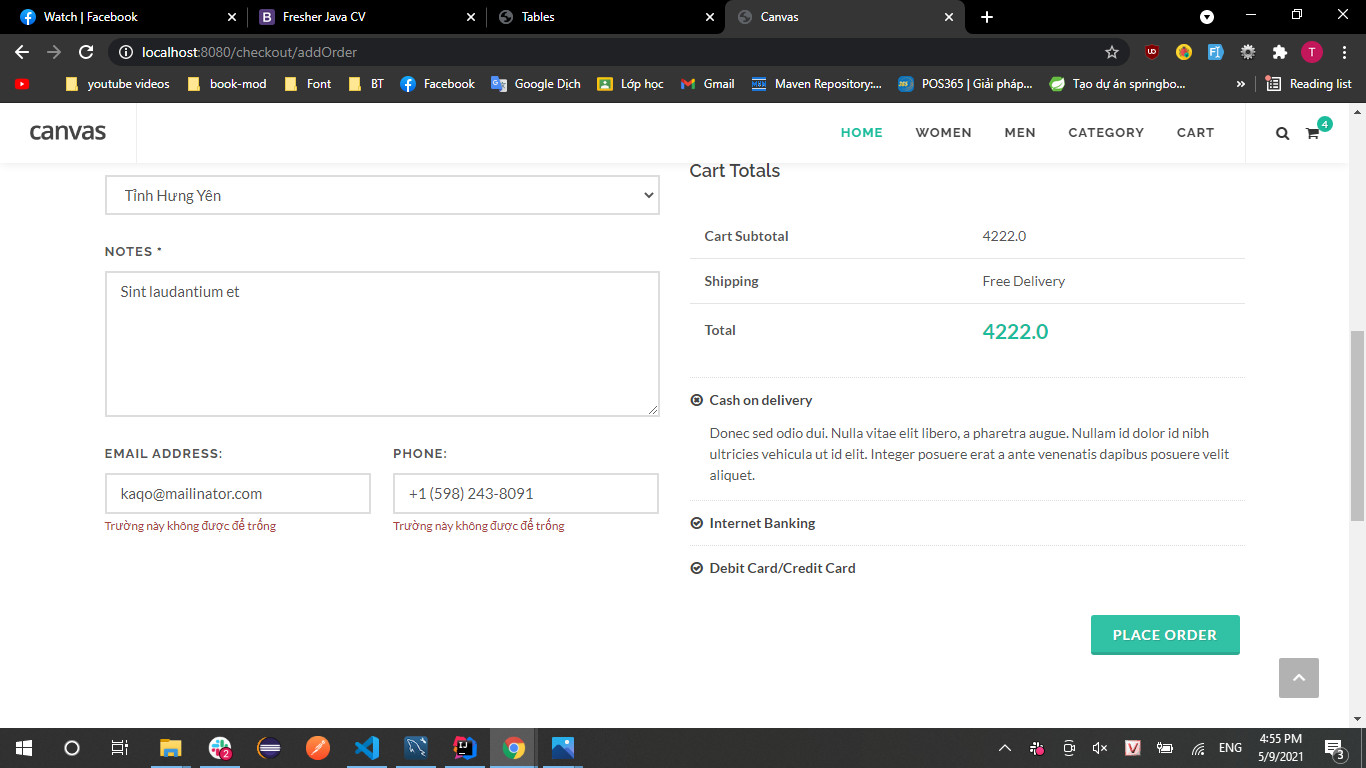 Watch | Facebook
Fresher Java CV
Tables
Canvas
localhost:8080/checkout/addOrder
T
youtube videos
book-mod
Font
BT
Facebook
Google Dịch
Lớp học
Gmail
Maven Repository:...
POS365 | Giải pháp...
Tạo dự án springbo...
»
Reading list
canvas
HOME
WOMEN
MEN
CATEGORY
CART
4
Tỉnh Hưng Yên
NOTES *
Sint laudantium et
EMAIL ADDRESS:
PHONE:
kaqo@mailinator.com
+1 (598) 243-8091
Trường này không được để trống
Trường này không được để trống
Cart Totals
Cart Subtotal
4222.0
Shipping
Free Delivery
Total
4222.0
Cash on delivery
Donec sed odio dui. Nulla vitae elit libero, a pharetra augue. Nullam id dolor id nibh
ultricies vehicula ut id elit. Integer posuere erat a ante venenatis dapibus posuere velit
aliquet.
Internet Banking
Debit Card/Credit Card
PLACE ORDER
2
V
ENG
4:55 PM
5/9/2021
3